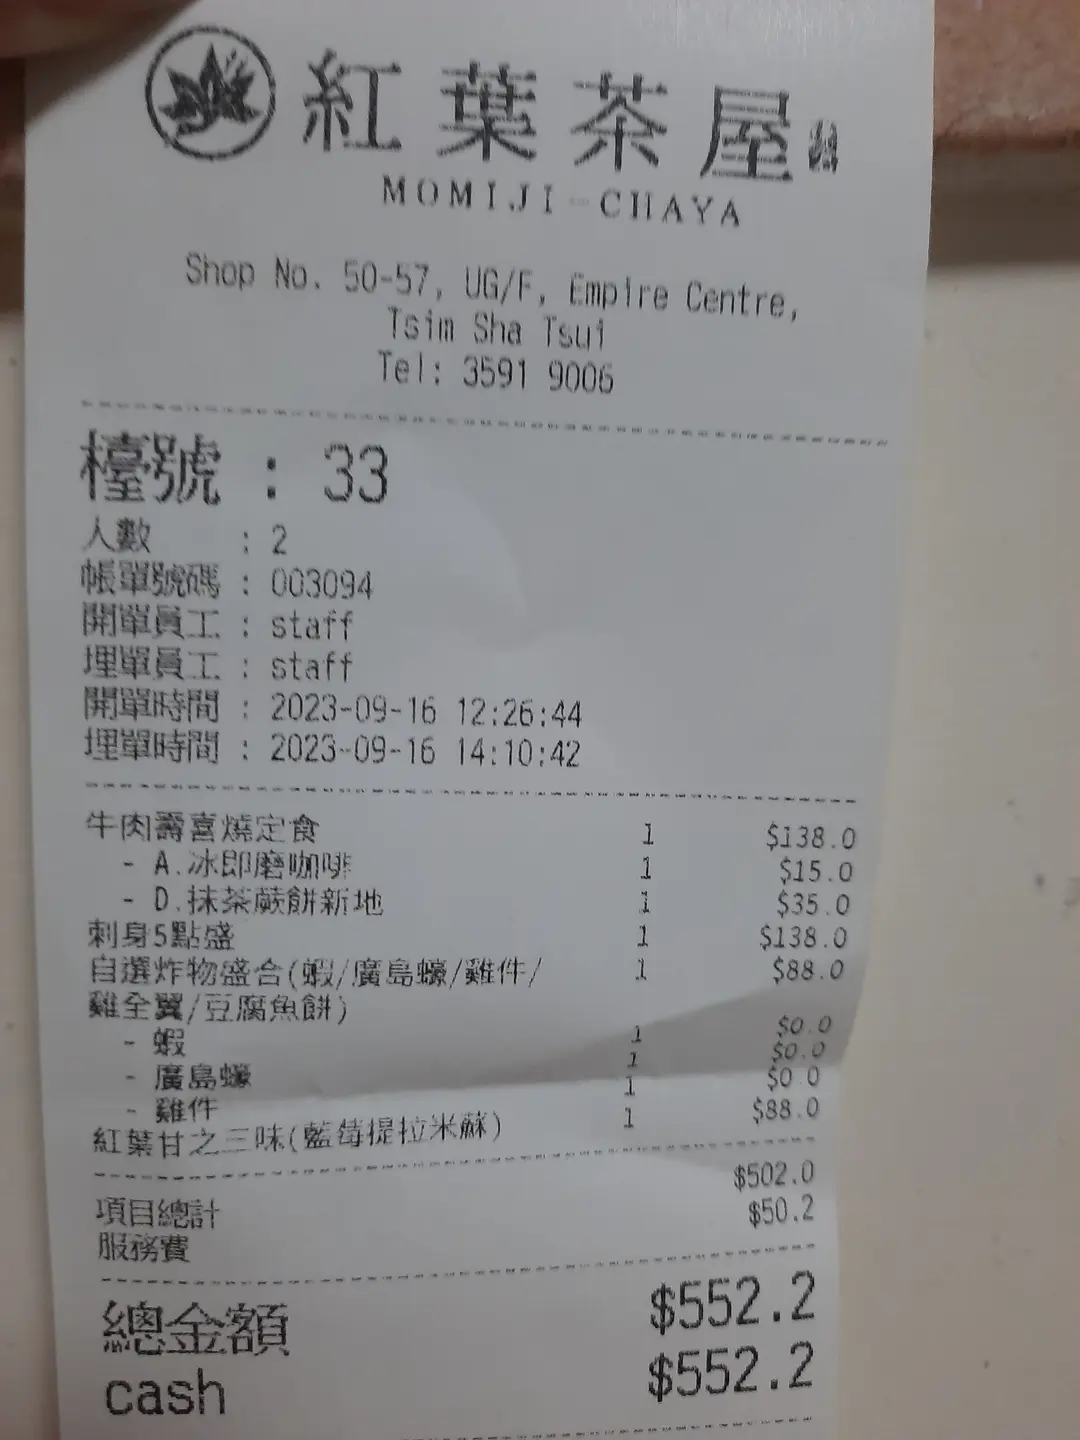 紅葉茶屋
MOMIJI-CHAYA
Shop No. 50-57, UG/F, Empire Centre,
Tsim Sha Tsui
Tel: 3591 9006
檯號 : 33
人數 : 2
帳單號碼 : 003094
開單員工 : staff
埋單員工 : staff
開單時間 : 2023-09-16 12:26:44
埋單時間 : 2023-09-16 14:10:42
牛肉壽喜燒定食 1 $138.0
- A.冰即磨咖啡 1 $15.0
- D.抹茶蕨餅新地 1 $35.0
刺身5點盛 1 $138.0
自選炸物盛合(蝦/廣島蠔/雞件/ 1 $88.0
雞全翼/豆腐魚餅)
- 蝦 1 $0.0
- 廣島蠔 1 $0.0
- 雞件 1 $0.0
紅葉甘之三味(藍莓提拉米蘇) 1 $88.0
項目總計 $502.0
服務費 $50.2
總金額 $552.2
cash $552.2